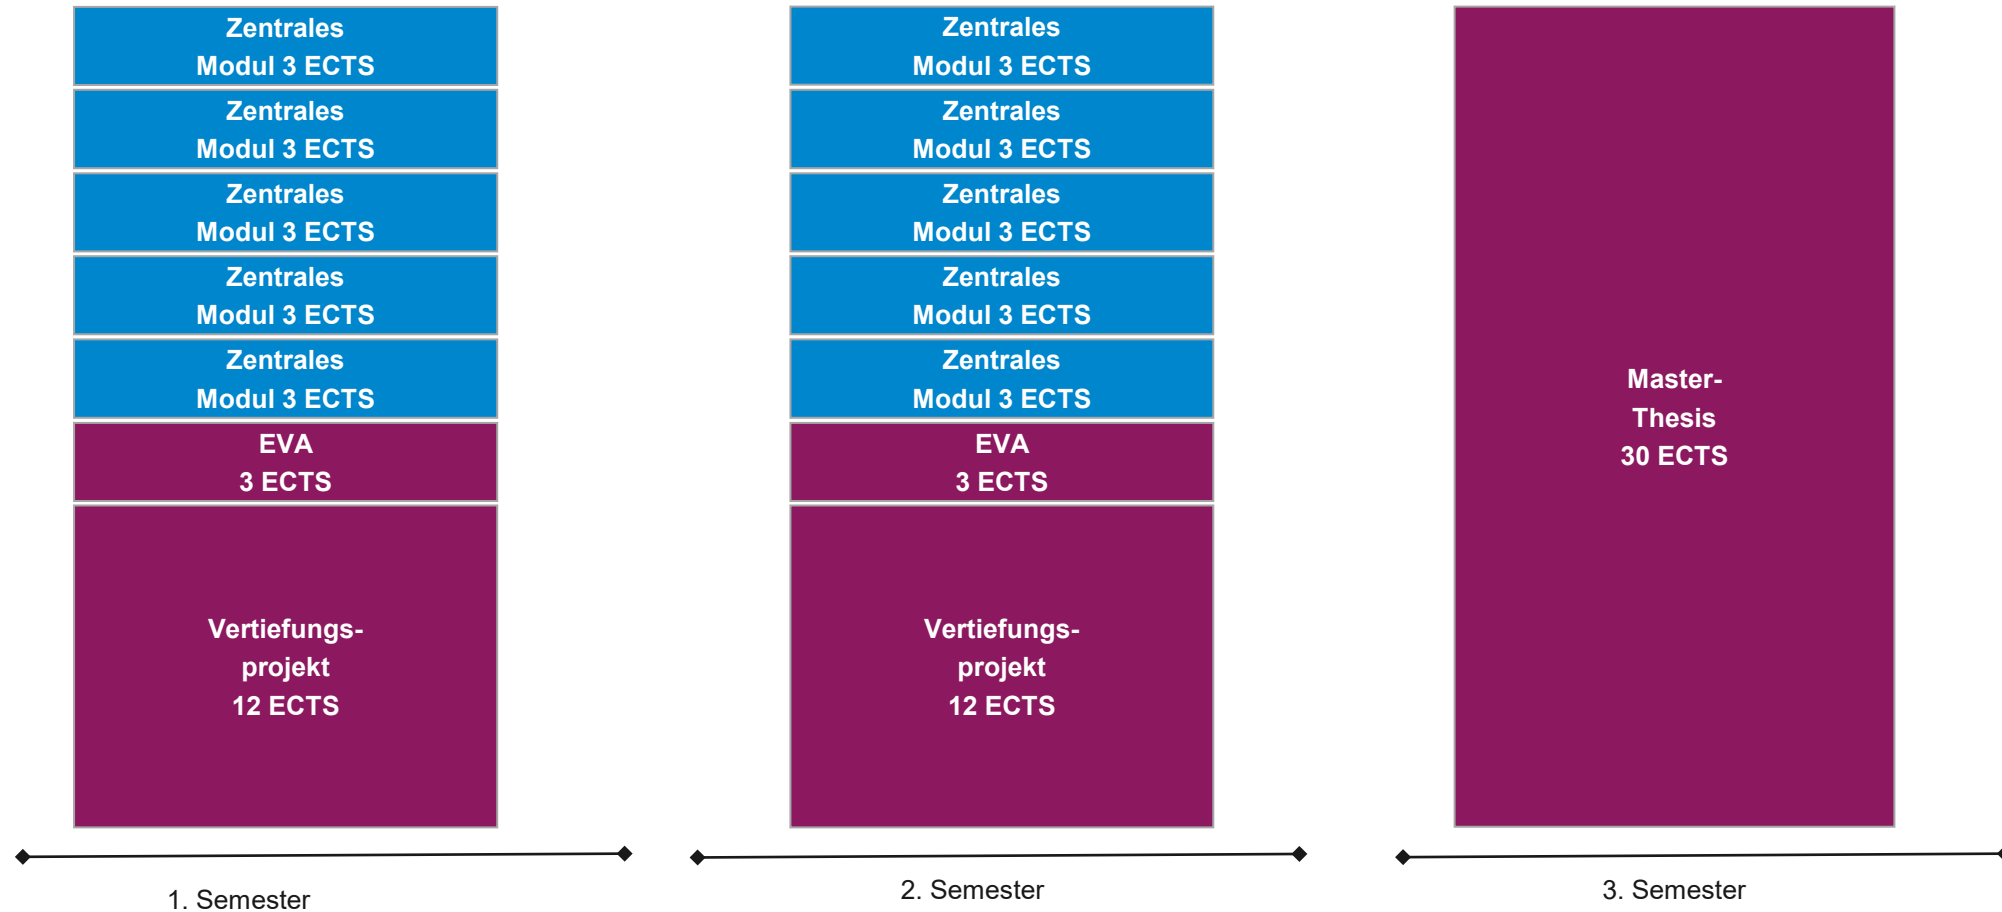 Zentrales
Modul 3 ECTS
Zentrales
Modul 3 ECTS
Zentrales
Modul 3 ECTS
Zentrales
Modul 3 ECTS
Zentrales
Modul 3 ECTS
EVA
3 ECTS
Vertiefungs-
projekt
12 ECTS
1. Semester
Zentrales
Modul 3 ECTS
Zentrales
Modul 3 ECTS
Zentrales
Modul 3 ECTS
Zentrales
Modul 3 ECTS
Zentrales
Modul 3 ECTS
EVA
3 ECTS
Vertiefungs-
projekt
12 ECTS
2. Semester
Master-
Thesis
30 ECTS
3. Semester